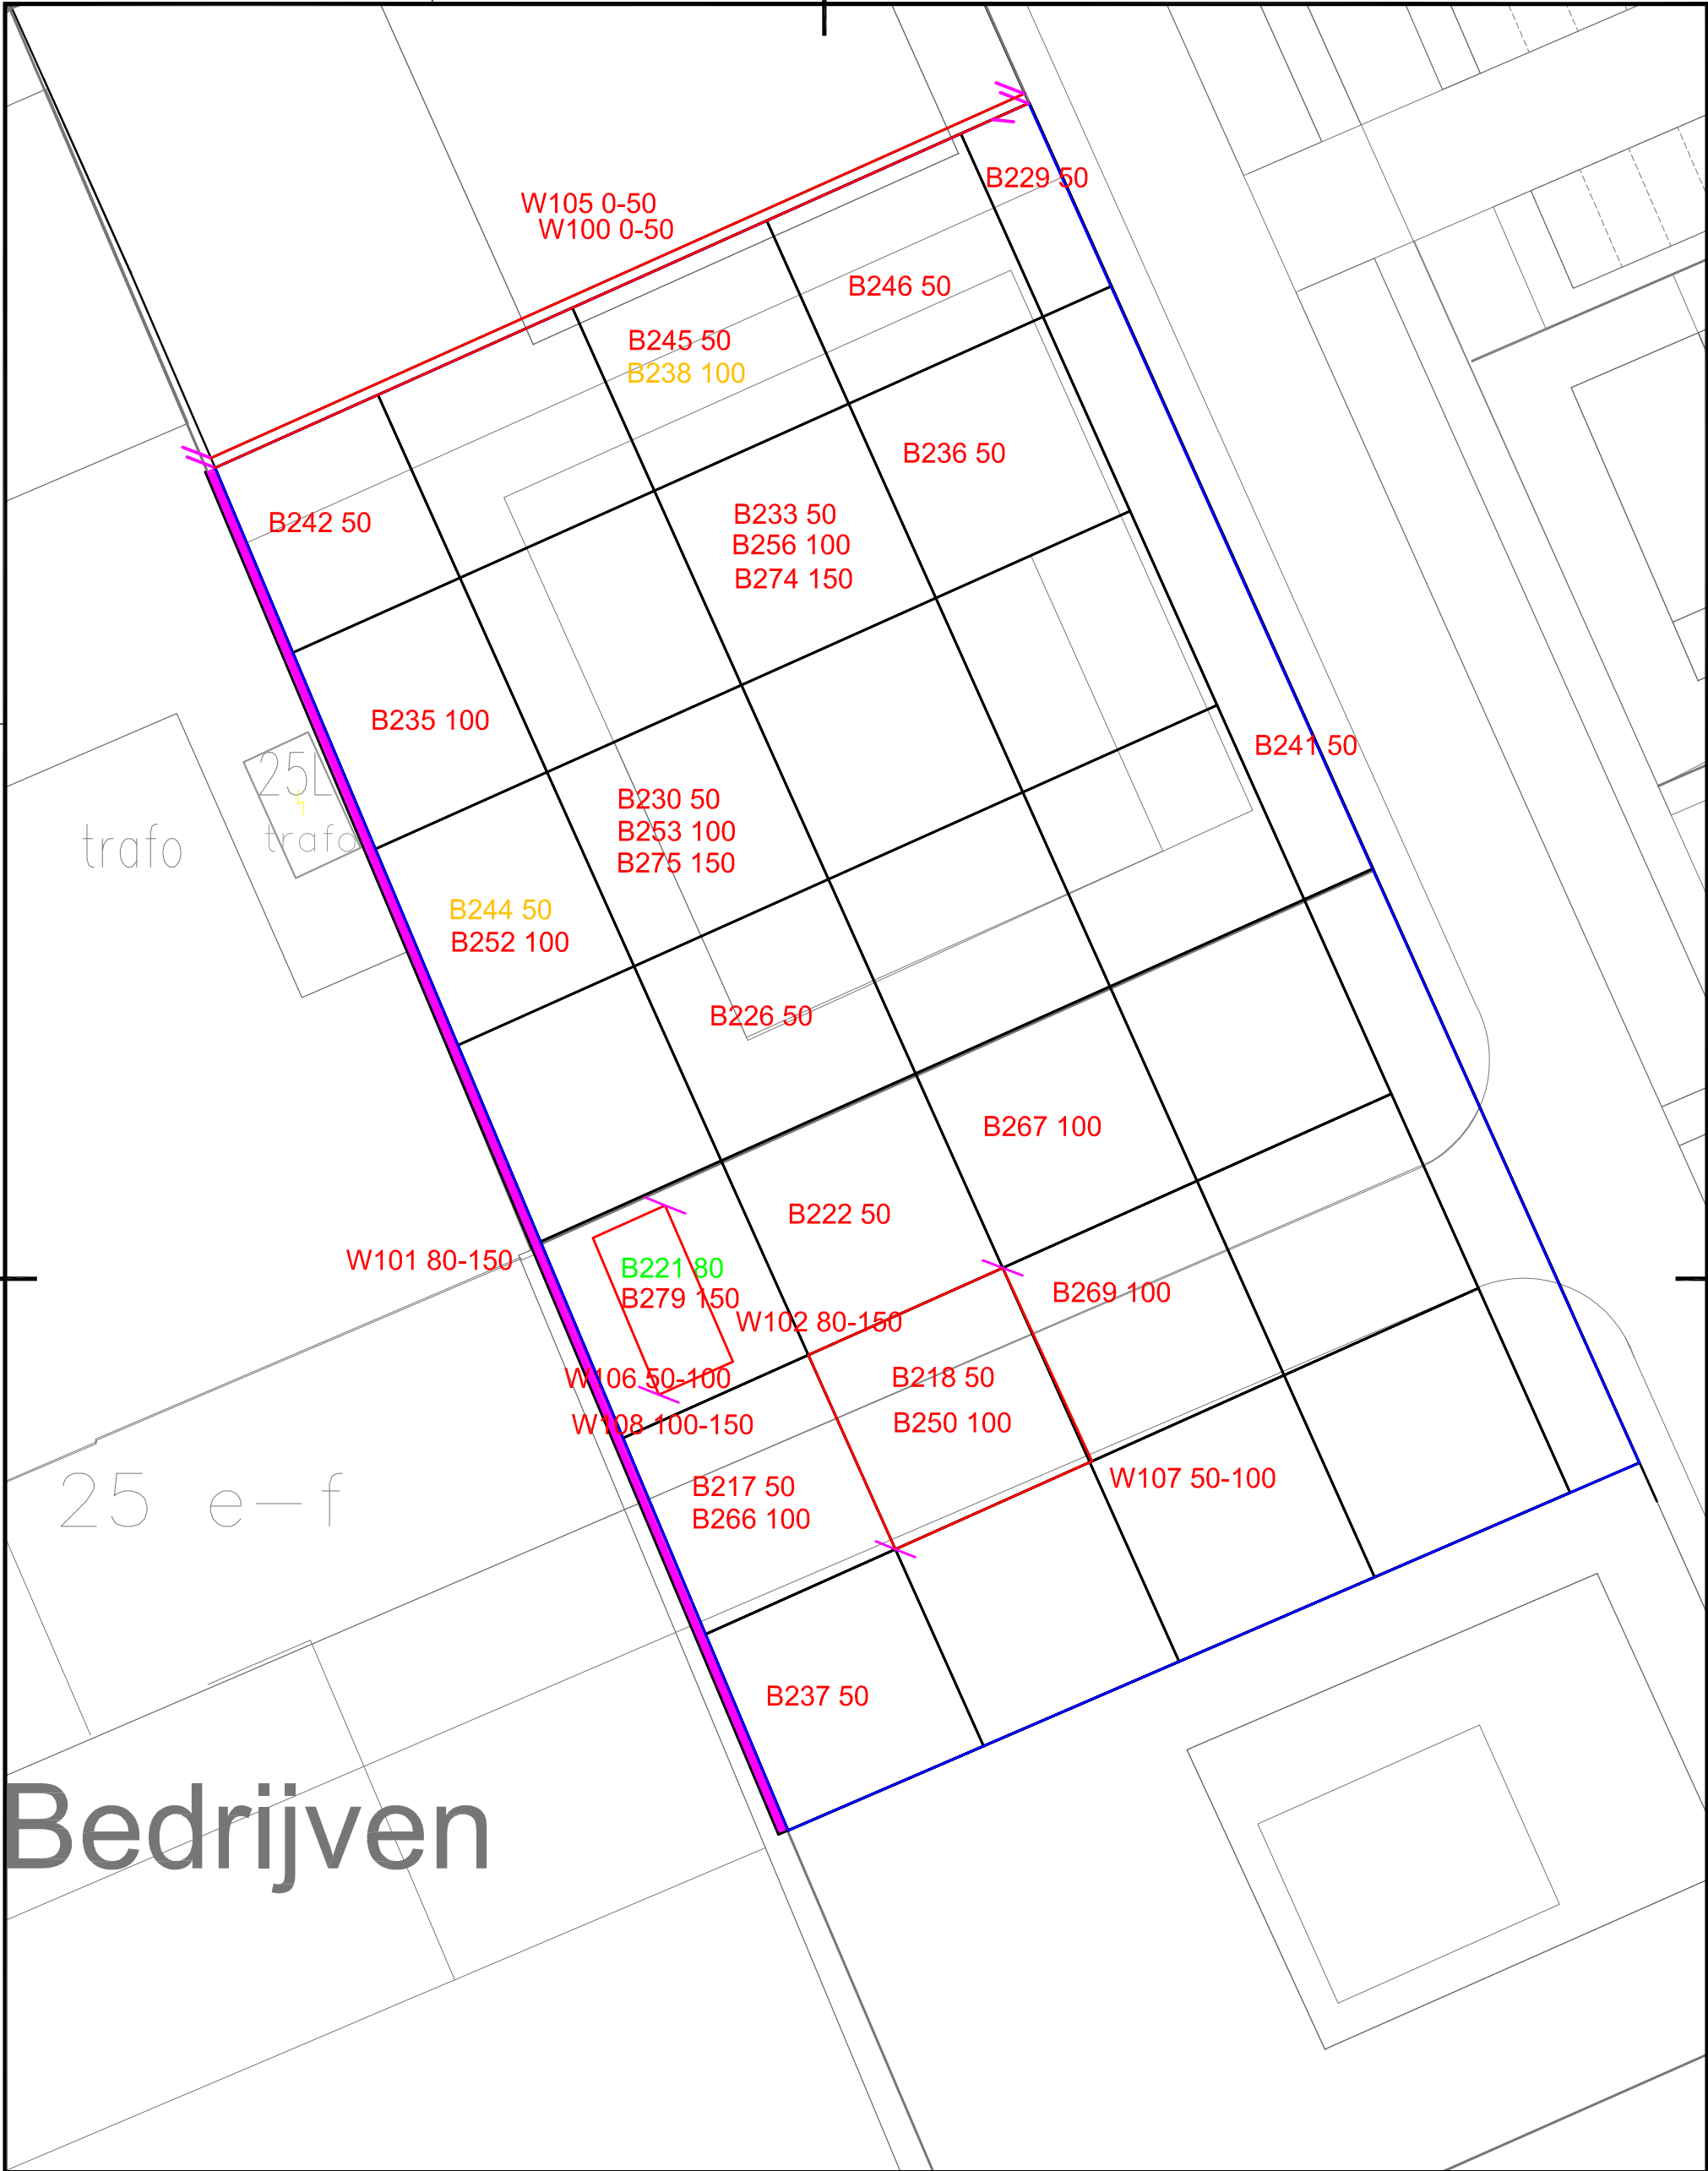 B229 50
W105 0-50
W100 0-50
B246 50
B245 50
B238 100
B236 50
B242 50
B233 50
B256 100
B274 150
B235 100
B241 50
25L
trafo
trafo
B230 50
B253 100
B275 150
B244 50
B252 100
B226 50
B267 100
B222 50
W101 80-150
B221 80
B279 150
B269 100
W102 80-150
W106 50-100
B218 50
B250 100
W108 100-150
W107 50-100
B217 50
B266 100
25 e-f
B237 50
Bedrijven